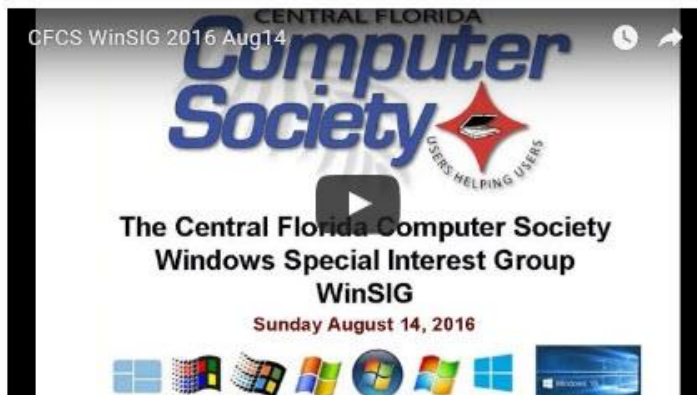 CFCS WinSIG 2016 Aug14
CENTRAL FLORIDA
Computer
Society
USERS HELPING USERS
The Central Florida Computer Society
Windows Special Interest Group
WinSIG
Sunday August 14, 2016
Windows 10